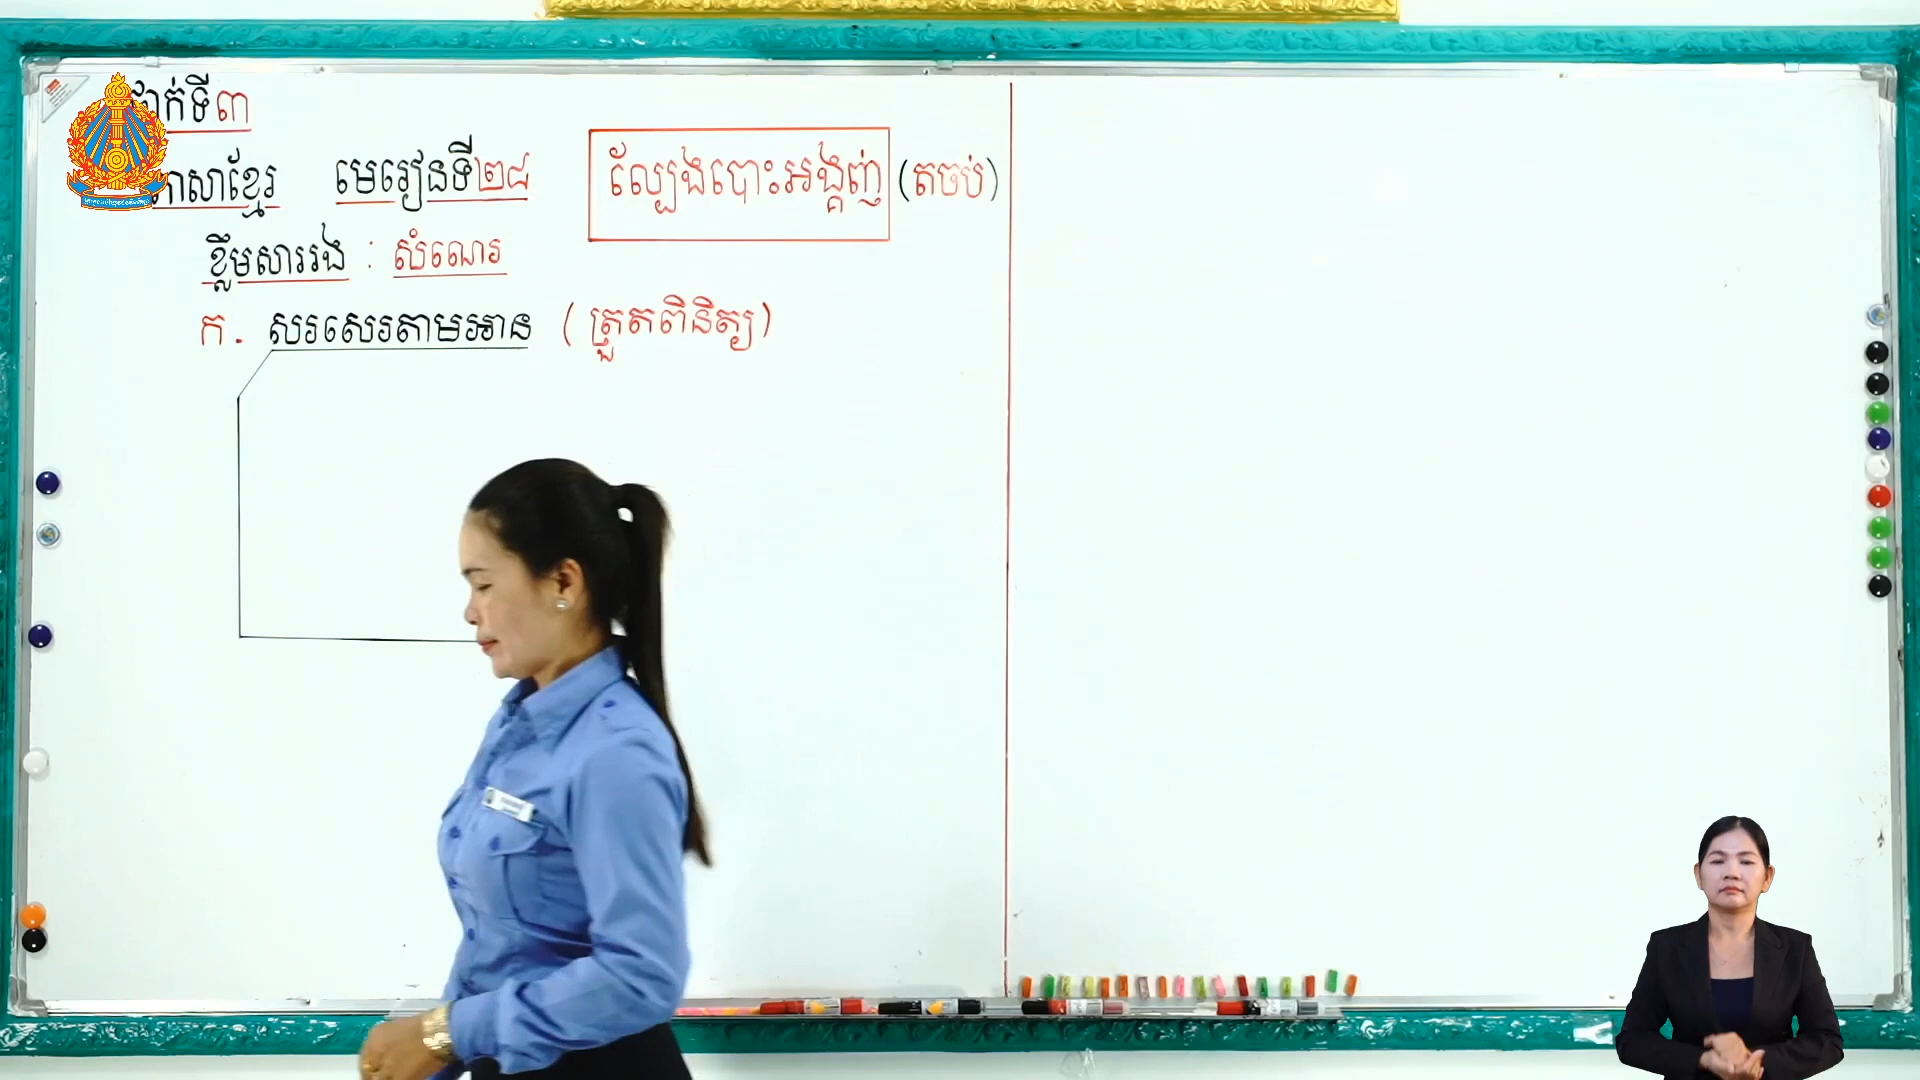 ថ្នាក់ទី៣
ភាសាខ្មែរ មេរៀនទី២៨ ល្បែងបោះអង្គញ់ (តចប់)
ខ្លឹមសាររង : សំណេរ
ក. សរសេរតាមអាន (ត្រួតពិនិត្យ)